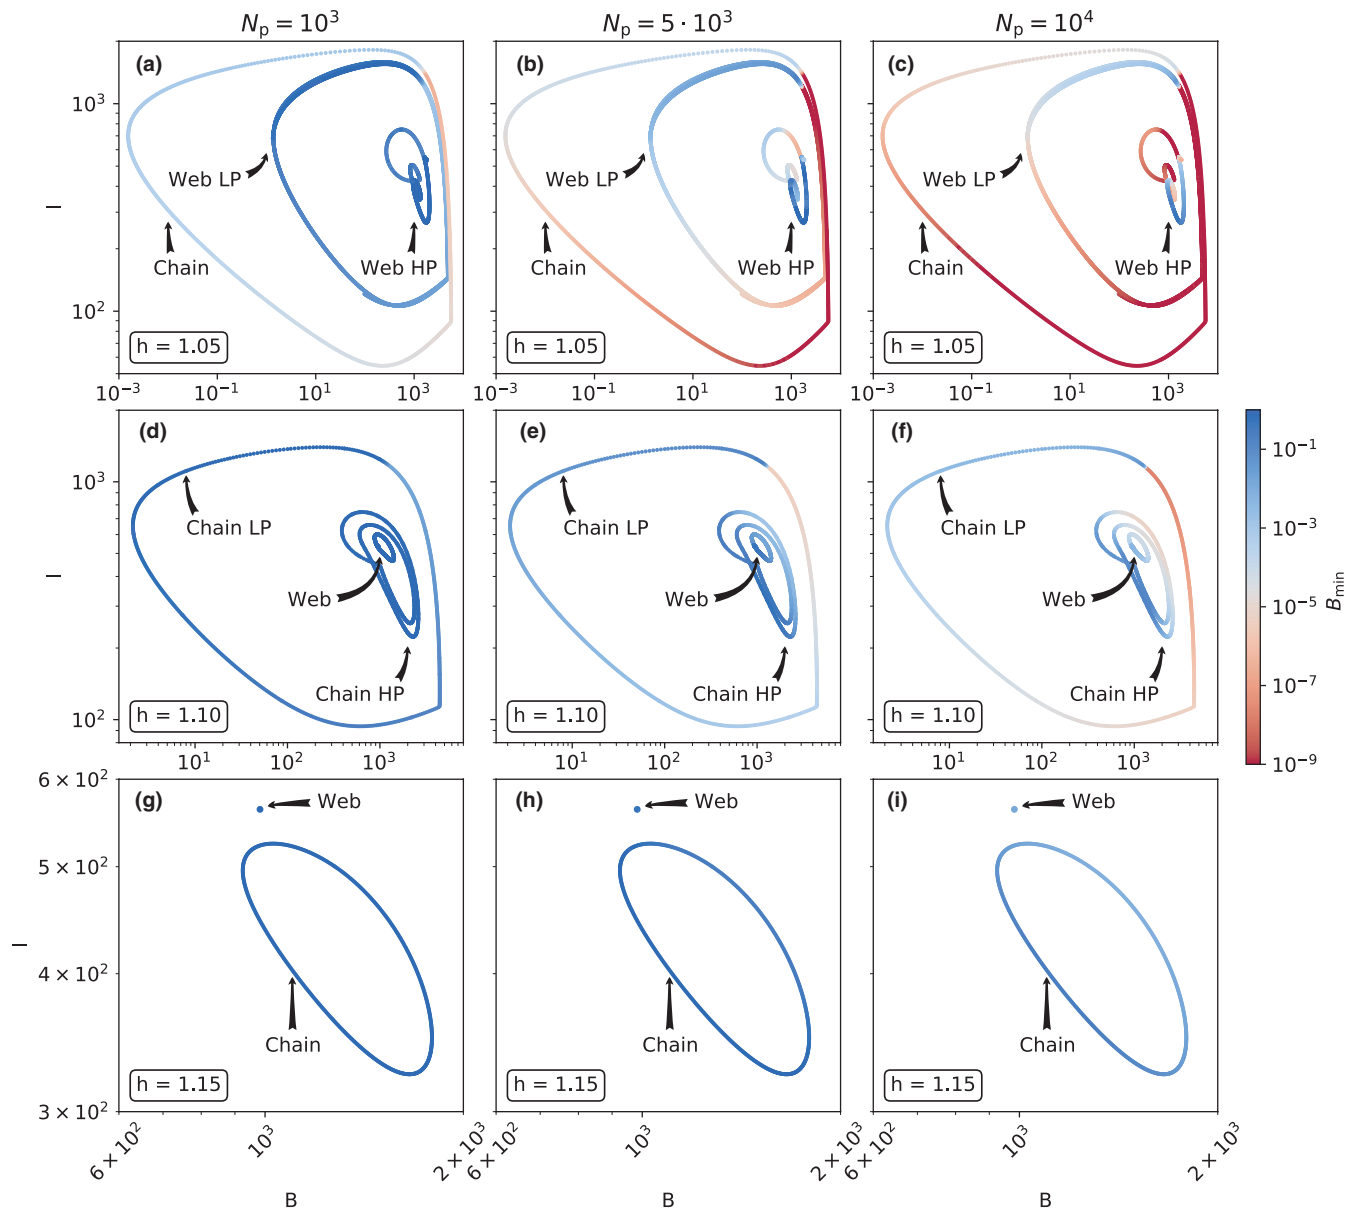 N_p = 10^3
N_p = 5 · 10^3
N_p = 10^4
(a)
(b)
(c)
10^3
10^2
I
Web LP
Chain
Web HP
h = 1.05
Web LP
Chain
Web HP
h = 1.05
Web LP
Chain
Web HP
h = 1.05
10^-3 10^-1 10^1 10^3
10^-3 10^-1 10^1 10^3
10^-3 10^-1 10^1 10^3
(d)
(e)
(f)
10^3
10^2
I
Chain LP
Web
Chain HP
h = 1.10
Chain LP
Web
Chain HP
h = 1.10
Chain LP
Web
Chain HP
h = 1.10
10^1 10^2 10^3
10^1 10^2 10^3
10^1 10^2 10^3
10^-1
10^-3
10^-5
10^-7
10^-9
B_min
6 × 10^2
5 × 10^2
4 × 10^2
3 × 10^2
I
(g)
Web
Chain
h = 1.15
(h)
Web
Chain
h = 1.15
(i)
Web
Chain
h = 1.15
6 × 10^2 10^3 2 × 10^3
6 × 10^2 10^3 2 × 10^3
6 × 10^2 10^3 2 × 10^3
B
B
B